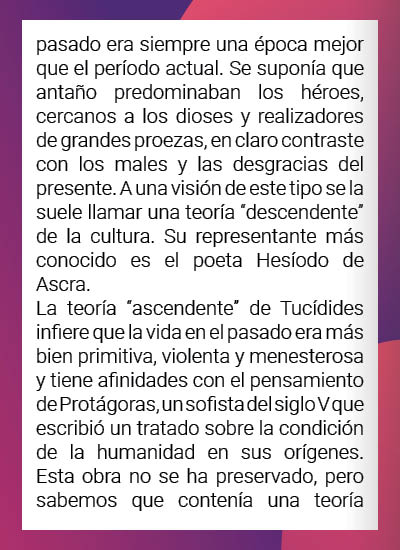 pasado era siempre una época mejor
que el período actual. Se suponía que
antaño predominaban los héroes,
cercanos a los dioses y realizadores
de grandes proezas, en claro contraste
con los males y las desgracias del
presente. A una visión de este tipo se la
suele llamar una teoría “descendente”
de la cultura. Su representante más
conocido es el poeta Hesíodo de
Ascra.
La teoría “ascendente” de Tucídides
infiere que la vida en el pasado era más
bien primitiva, violenta y menesterosa
y tiene afinidades con el pensamiento
de Protágoras, un sofista del siglo V que
escribió un tratado sobre la condición
de la humanidad en sus orígenes.
Esta obra no se ha preservado, pero
sabemos que contenía una teoría